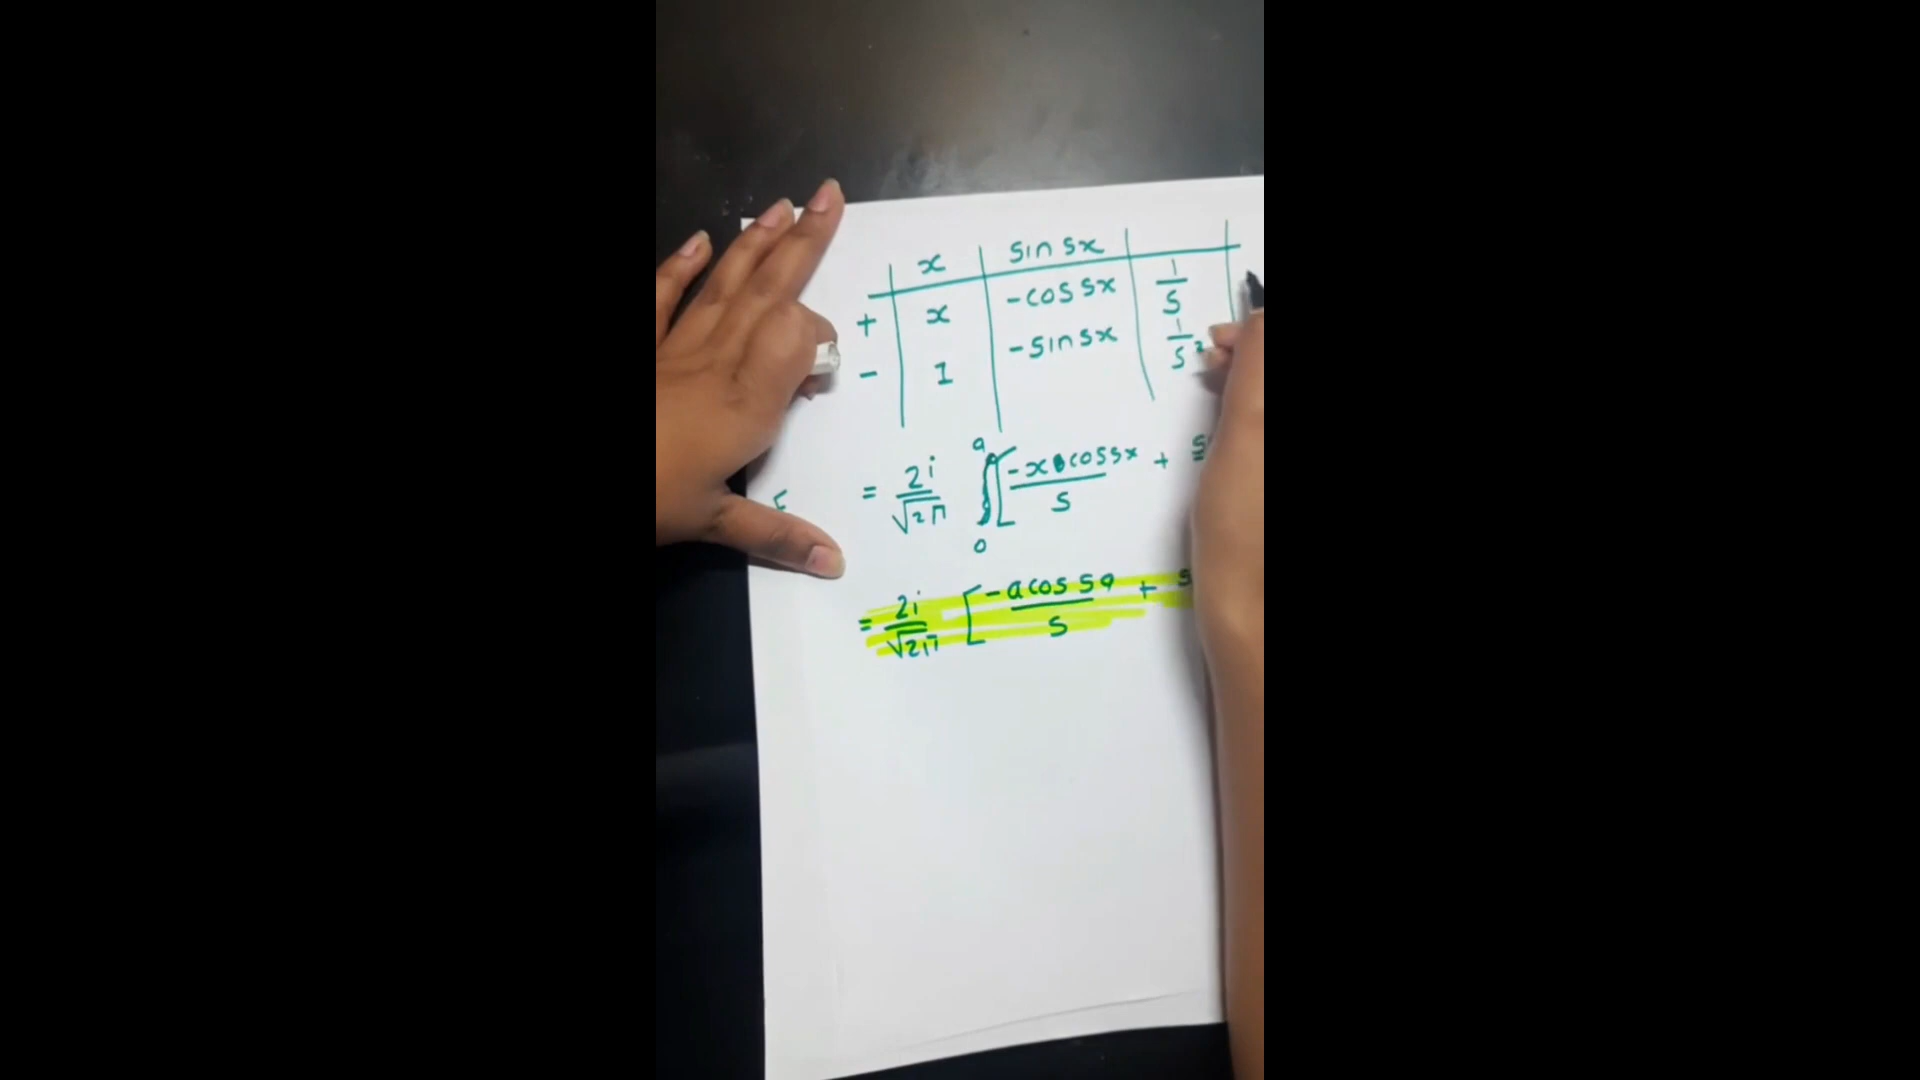 x sin sx
+ x -cos sx 1/s
- 1 -sin sx 1/s²
= 2i/√2π ∫₀ᵃ [ -x cos sx / s +
= 2i/√2π [ -a cos sa / s +